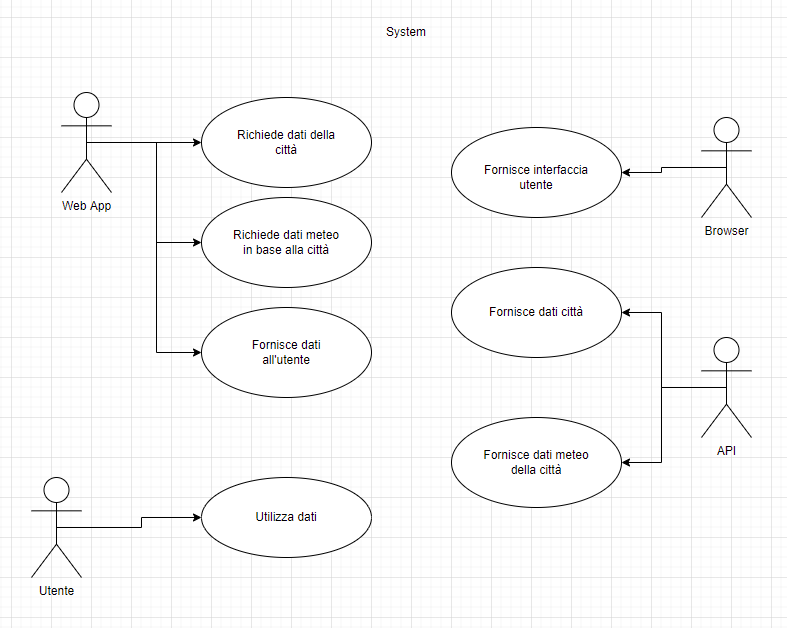 System
Richiede dati della
città
Web App
Richiede dati meteo
in base alla città
Fornisce dati
all'utente
Fornisce interfaccia
utente
Browser
Fornisce dati città
API
Fornisce dati meteo
della città
Utilizza dati
Utente